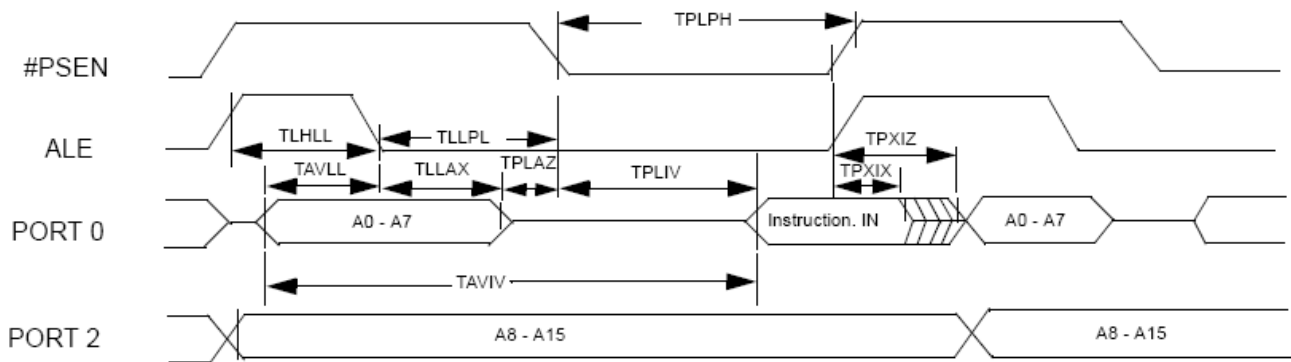 TPLPH
#PSEN
ALE
TLHLL
TLLPL
TPXIZ
TAVLL
TLLAX
TPLAZ
TPLIV
TPXIX
PORT 0
A0 - A7
Instruction. IN
A0 - A7
TAVIV
PORT 2
A8 - A15
A8 - A15